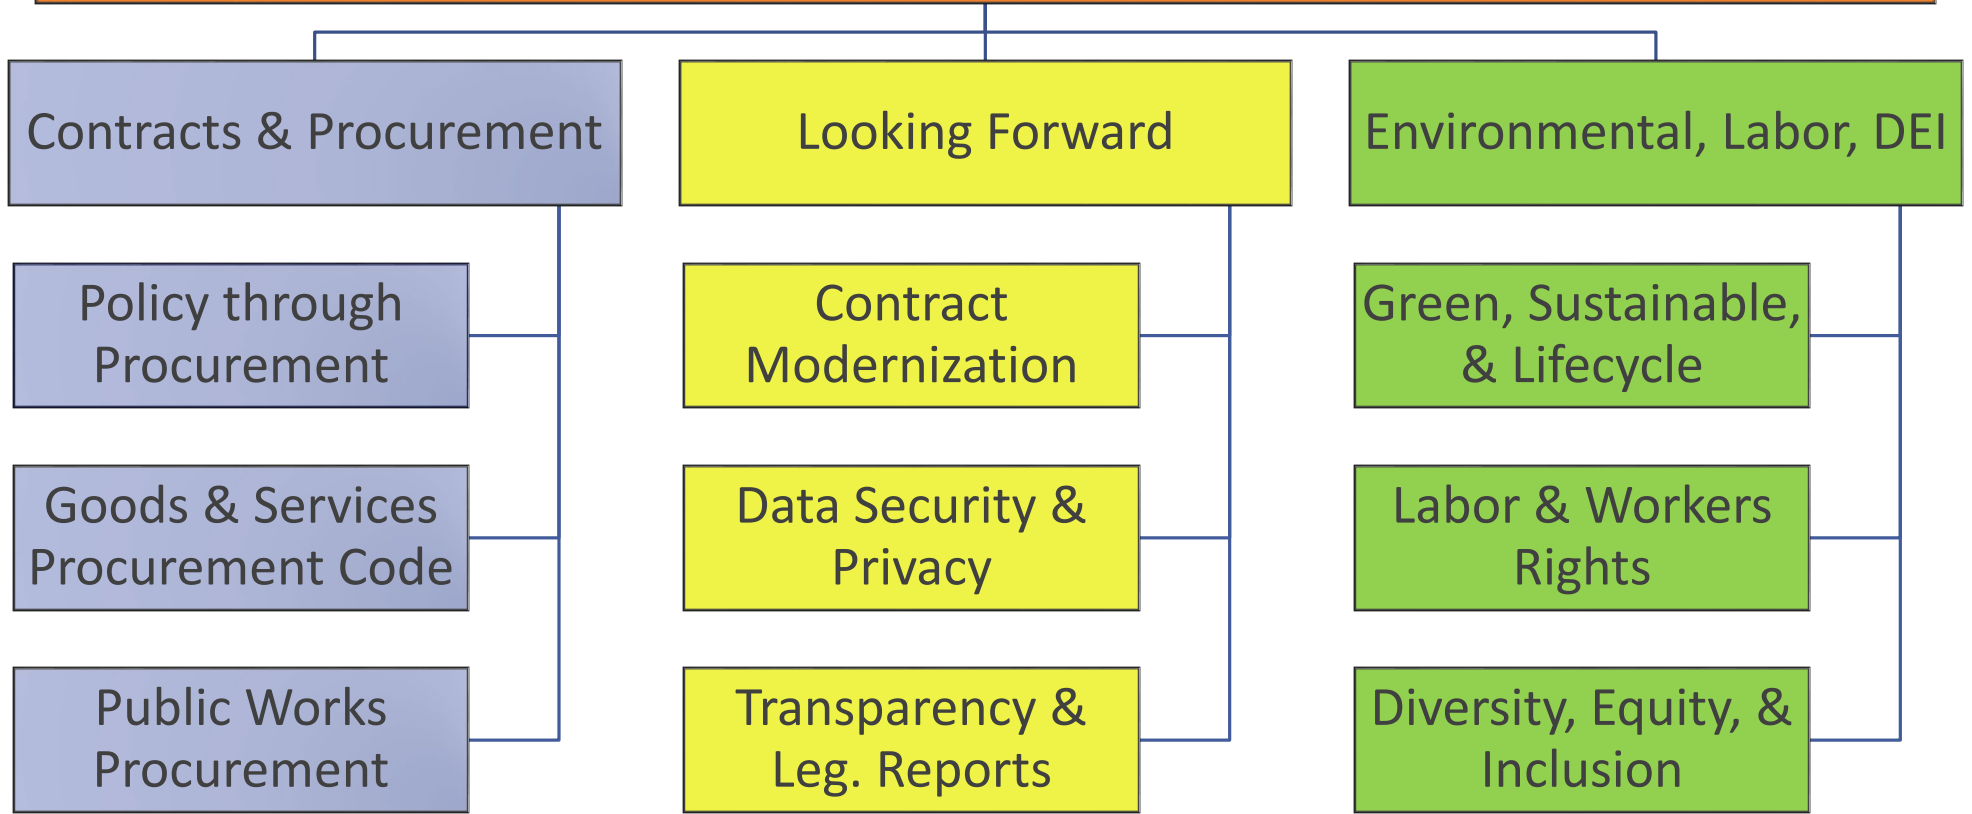 Contracts & Procurement
Policy through
Procurement
Goods & Services
Procurement Code
Public Works
Procurement
Looking Forward
Contract
Modernization
Data Security &
Privacy
Transparency &
Leg. Reports
Environmental, Labor, DEI
Green, Sustainable,
& Lifecycle
Labor & Workers
Rights
Diversity, Equity, &
Inclusion